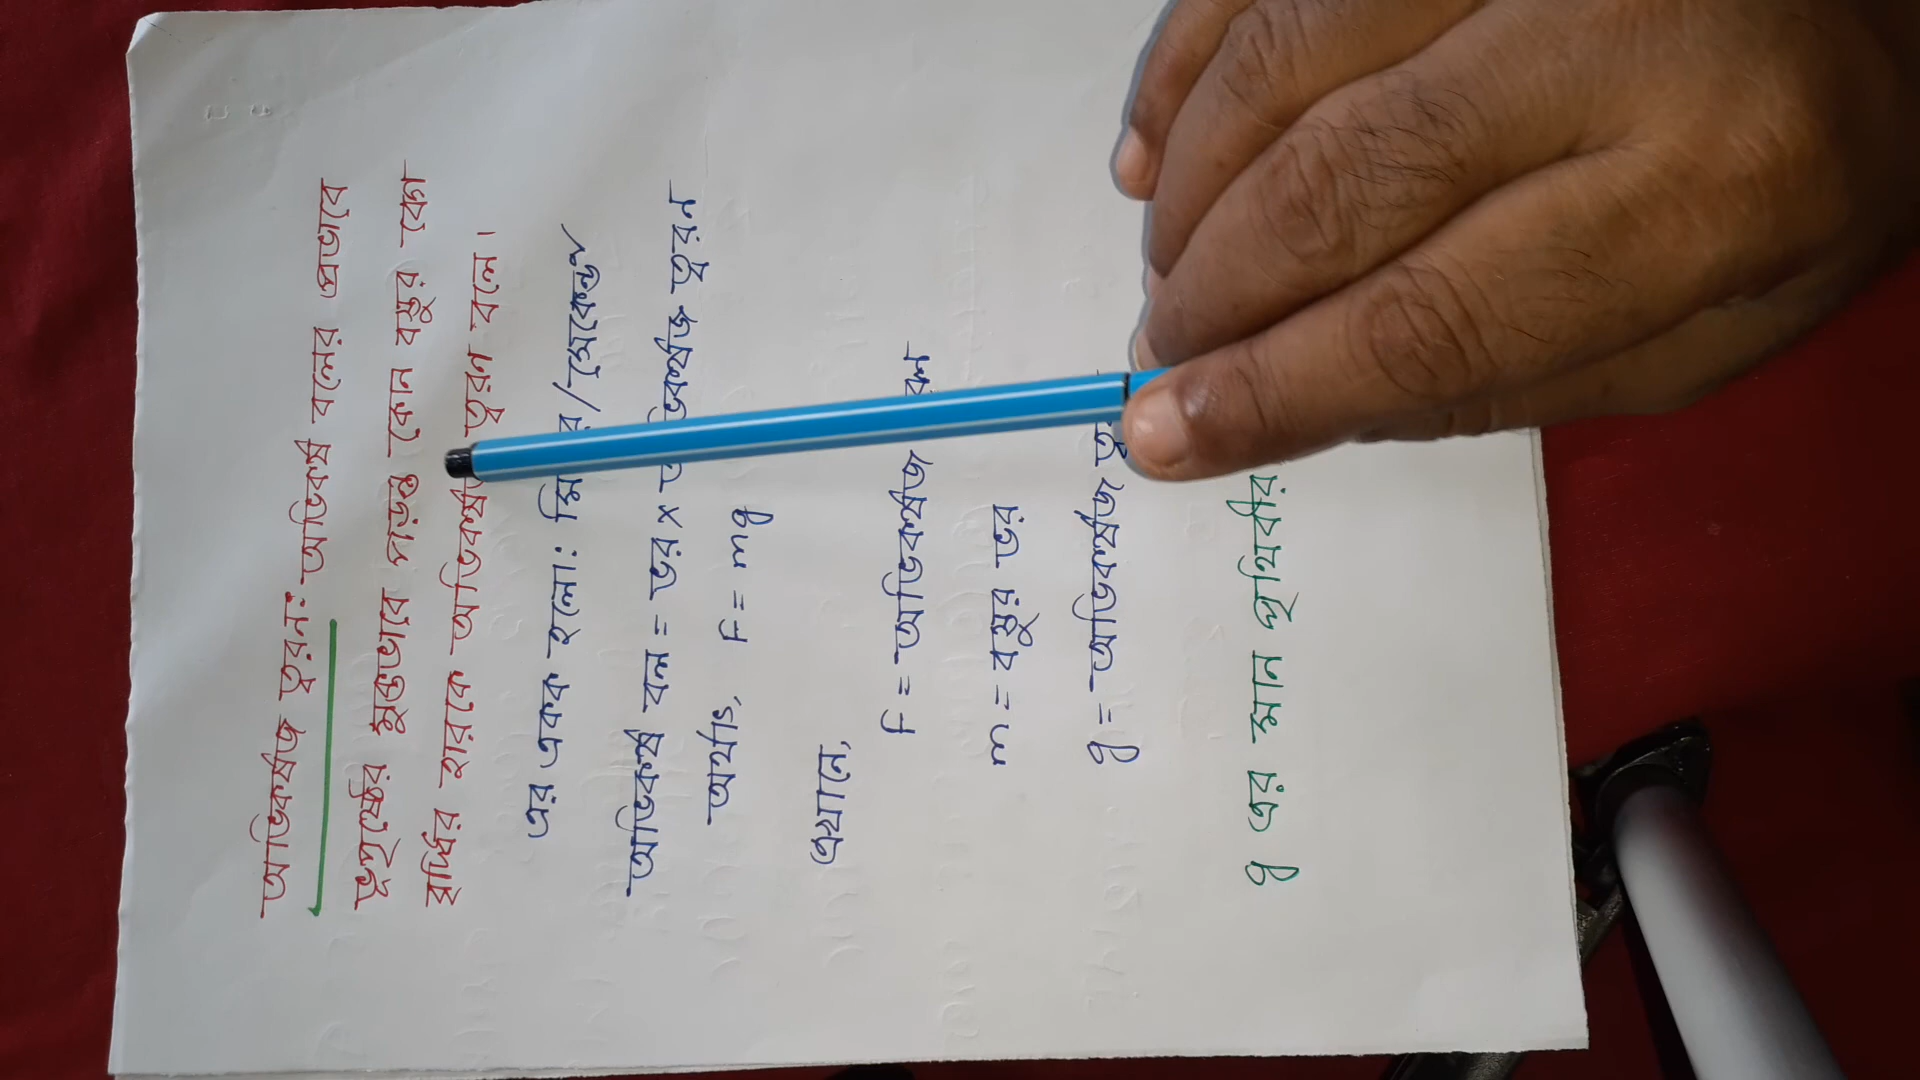 অভিকর্ষজ ত্বরন:- অভিকর্ষ বলের প্রভাবে
ভূপৃষ্ঠের মুক্তভাবে পড়ন্ত কোন বস্তুর বেগ
বৃদ্ধির হারকে অভিকর্ষজ ত্বরণ বলে।
এর একক হলো: মিটার/সেকেন্ড²
অভিকর্ষ বল = ভর × অভিকর্ষজ ত্বরন
অর্থাৎ, F = mg
এখানে,
F = অভিকর্ষজ বল
m = বস্তুর ভর
g = অভিকর্ষজ
g এর মান পৃথিবীর